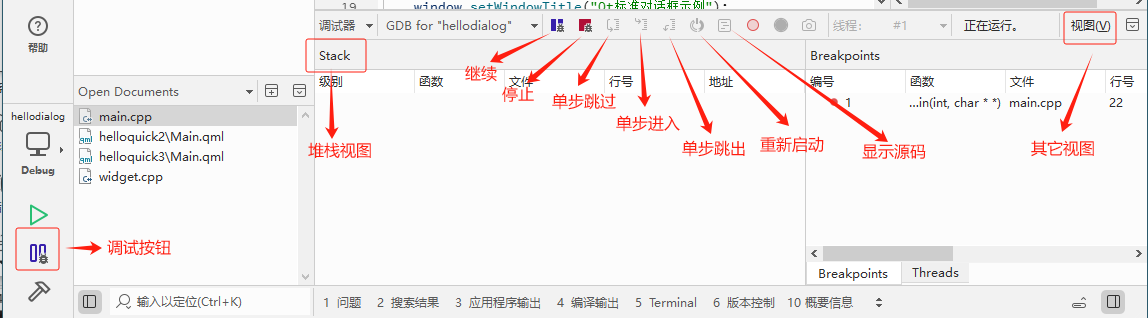 19 window.setWindowTitle("Qt标准对话框示例");
帮助
调试器 GDB for "hellodialog" 线程: #1 正在运行。 视图(V)
Stack Breakpoints
级别 函数 文件 行号 地址 编号 函数 文件 行号
1 ...in(int, char * *) main.cpp 22
继续
停止
单步跳过
单步进入
单步跳出
重新启动
显示源码
其它视图
堆栈视图
Open Documents
main.cpp
helloquick2\Main.qml
helloquick3\Main.qml
widget.cpp
hellodialog
Debug
调试按钮
Breakpoints Threads
输入以定位(Ctrl+K) 1 问题 2 搜索结果 3 应用程序输出 4 编译输出 5 Terminal 6 版本控制 10 概要信息